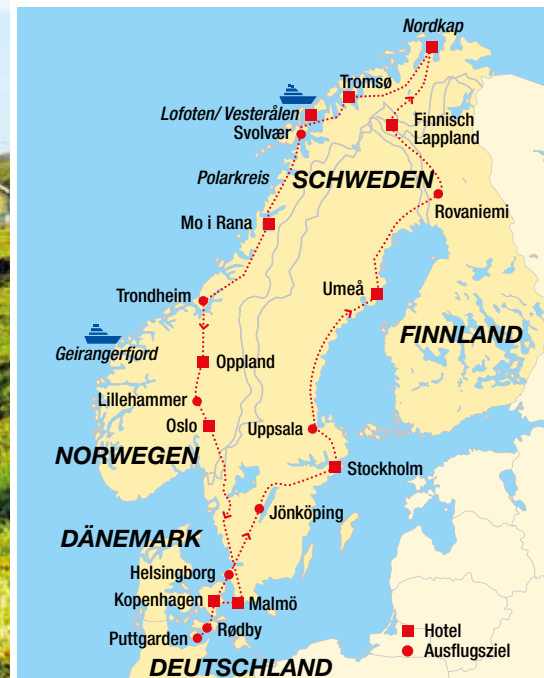 Nordkap
Tromsø
Lofoten/ Vesterålen
Svolvær
Finnisch
Lappland
Polarkreis
SCHWEDEN
Rovaniemi
Mo i Rana
Umeå
Trondheim
FINNLAND
Geirangerfjord
Oppland
Lillehammer
Oslo
Uppsala
NORWEGEN
Stockholm
Jönköping
DÄNEMARK
Helsingborg
Kopenhagen
Malmö
Rødby
Puttgarden
DEUTSCHLAND
Hotel
Ausflugsziel